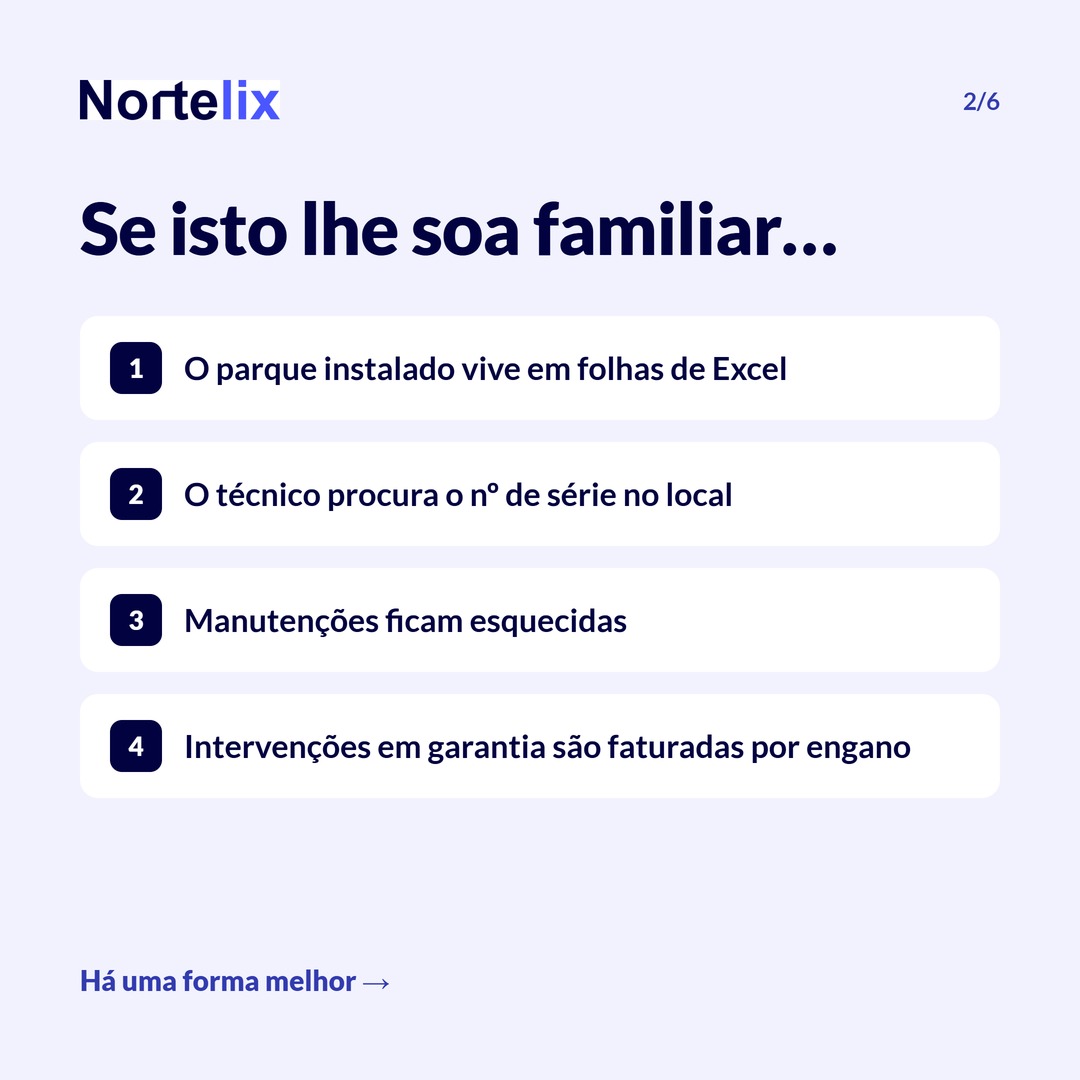 Nortelix
2/6
Se isto lhe soa familiar…
1 O parque instalado vive em folhas de Excel
2 O técnico procura o nº de série no local
3 Manutenções ficam esquecidas
4 Intervenções em garantia são faturadas por engano
Há uma forma melhor →